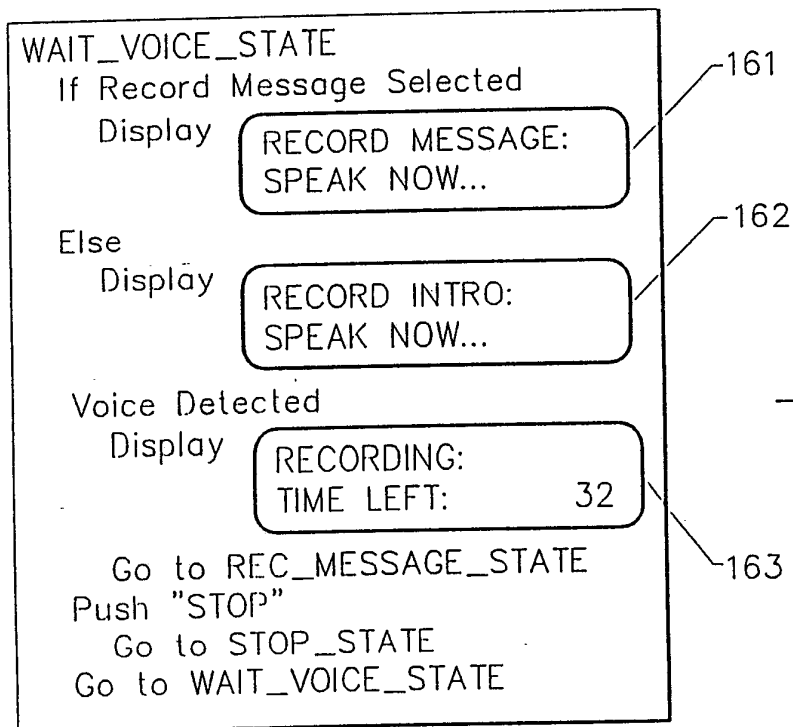 WAIT_VOICE_STATE
If Record Message Selected
Display
RECORD MESSAGE:
SPEAK NOW...
161
Else
Display
RECORD INTRO:
SPEAK NOW...
162
Voice Detected
Display
RECORDING:
TIME LEFT: 32
163
Go to REC_MESSAGE_STATE
Push "STOP"
Go to STOP_STATE
Go to WAIT_VOICE_STATE